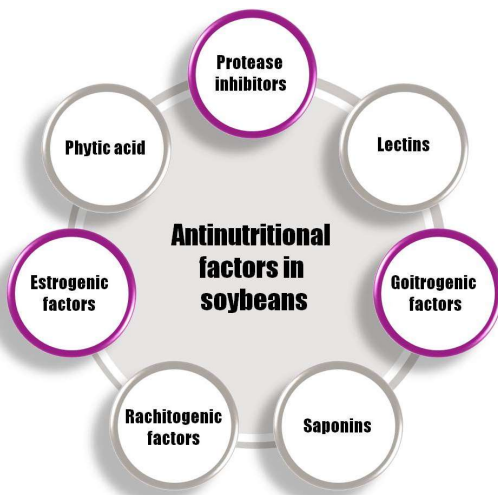 Protease
inhibitors
Phytic acid
Lectins
Antinutritional
factors in
soybeans
Estrogenic
factors
Goitrogenic
factors
Rachitogenic
factors
Saponins